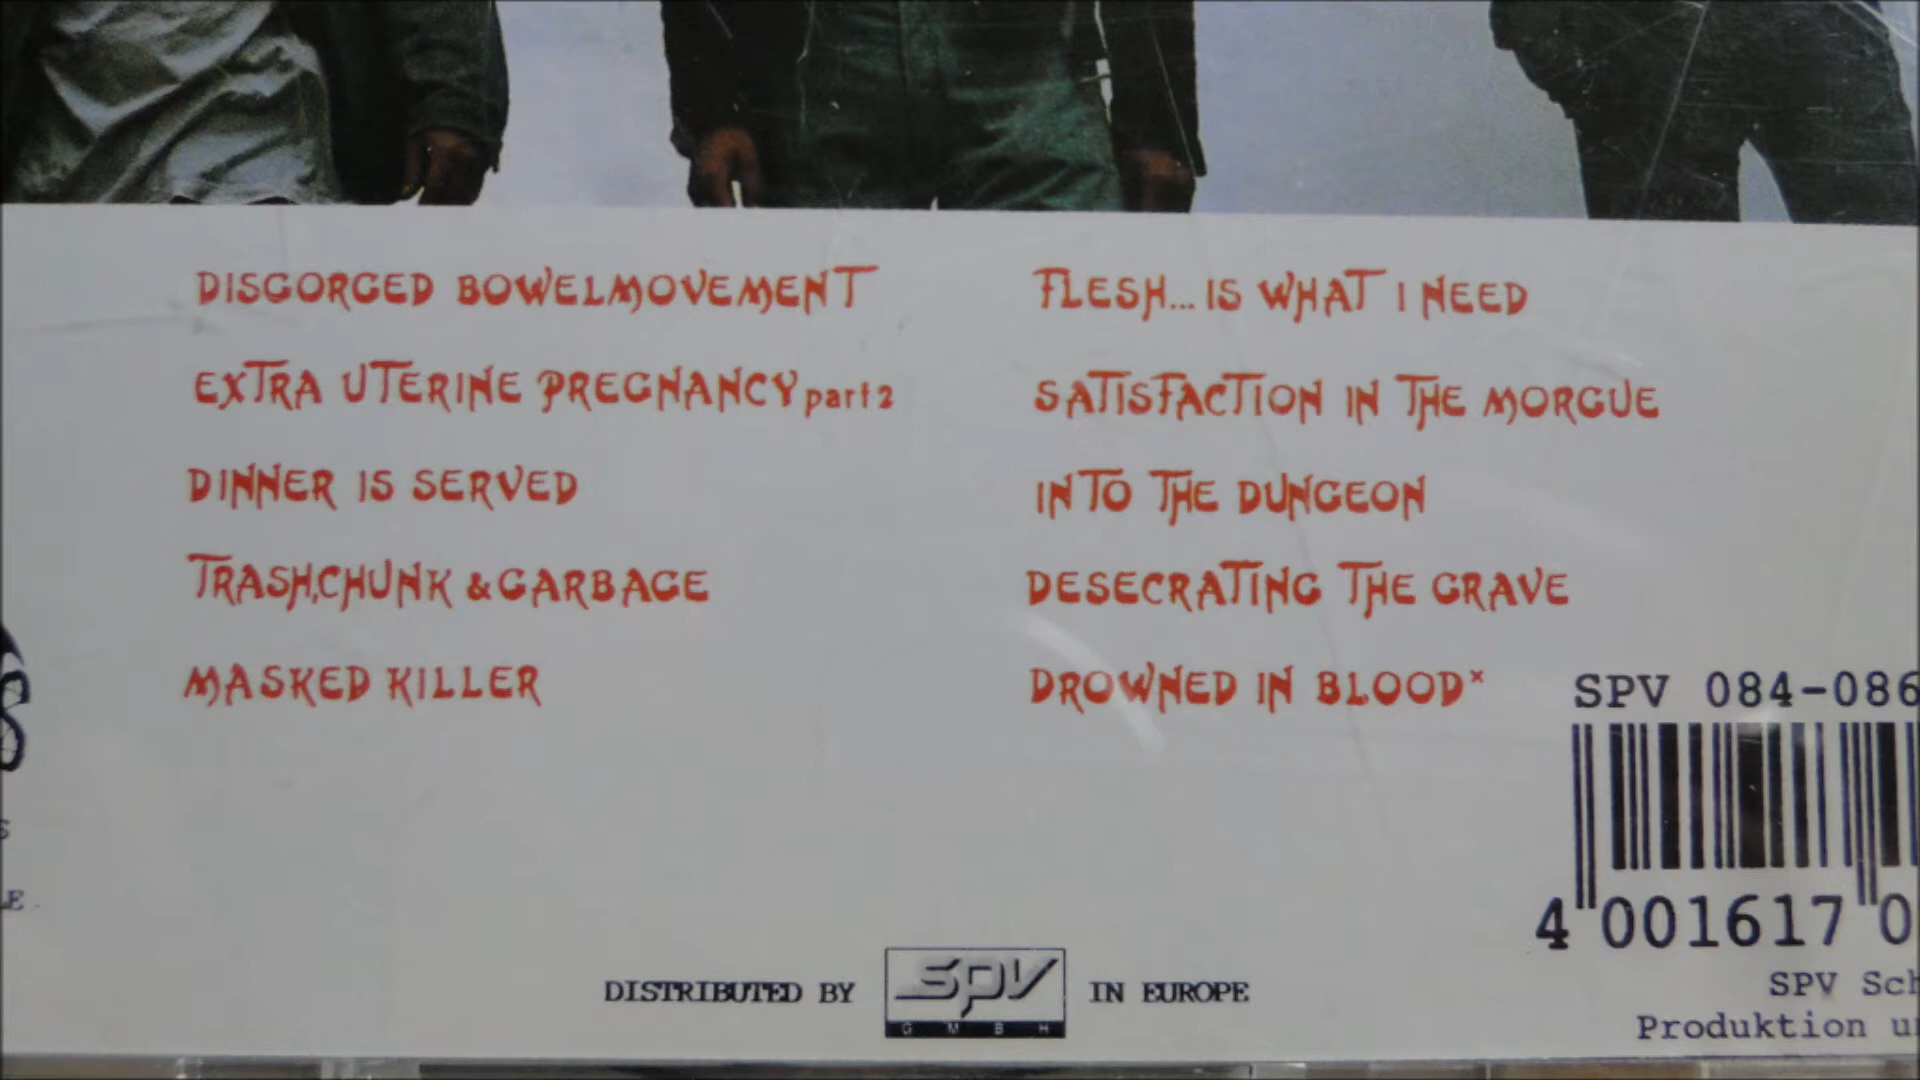 DISGORGED BOWELMOVEMENT
EXTRA UTERINE PREGNANCY part 2
DINNER IS SERVED
TRASH,CHUNK & GARBAGE
MASKED KILLER
FLESH... IS WHAT I NEED
SATISFACTION IN THE MORGUE
INTO THE DUNGEON
DESECRATING THE GRAVE
DROWNED IN BLOOD*
SPV 084-086
4 001617 0
SPV Sch
Produktion u
DISTRIBUTED BY spv GMBH IN EUROPE